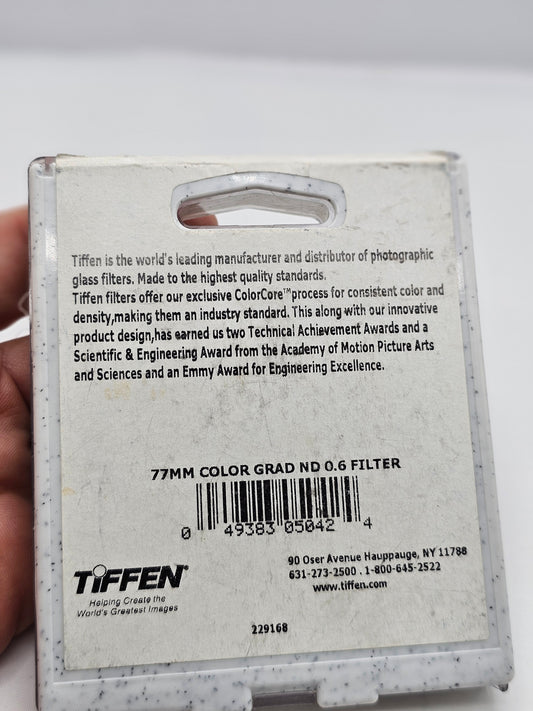 Tiffen is the world's leading manufacturer and distributor of photographic
glass filters. Made to the highest quality standards.
Tiffen filters offer our exclusive ColorCore™process for consistent color and
density,making them an industry standard. This along with our innovative
product design,has earned us two Technical Achievement Awards and a
Scientific & Engineering Award from the Academy of Motion Picture Arts
and Sciences and an Emmy Award for Engineering Excellence.
77MM COLOR GRAD ND 0.6 FILTER
0 49383 05042 4
90 Oser Avenue Hauppauge, NY 11788
631-273-2500 . 1-800-645-2522
www.tiffen.com
TIFFEN®
Helping Create the
World's Greatest Images
229168